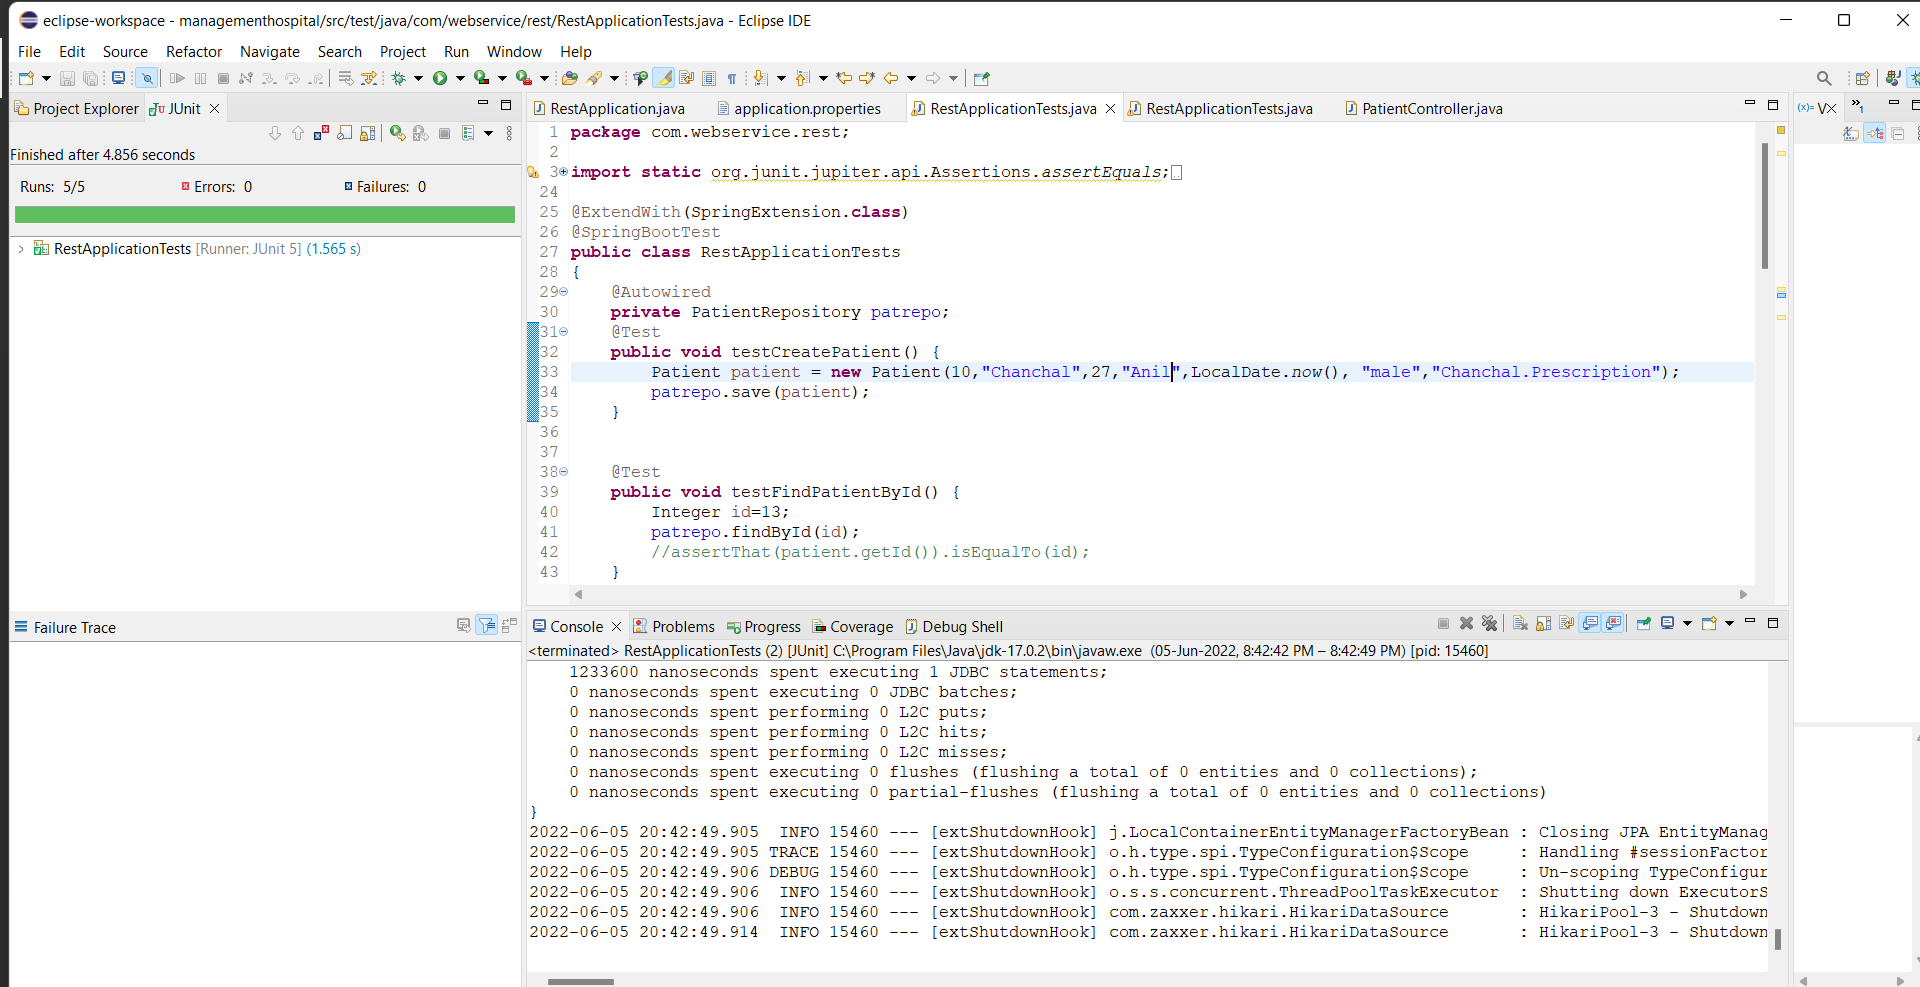 eclipse-workspace - managementhospital/src/test/java/com/webservice/rest/RestApplicationTests.java - Eclipse IDE
File Edit Source Refactor Navigate Search Project Run Window Help
Project Explorer JUnit
Finished after 4.856 seconds
Runs: 5/5 Errors: 0 Failures: 0
RestApplicationTests [Runner: JUnit 5] (1.565 s)
Failure Trace
RestApplication.java application.properties RestApplicationTests.java RestApplicationTests.java PatientController.java
1 package com.webservice.rest;
2
3 import static org.junit.jupiter.api.Assertions.assertEquals;
24
25 @ExtendWith(SpringExtension.class)
26 @SpringBootTest
27 public class RestApplicationTests
28 {
29 @Autowired
30 private PatientRepository patrepo;
31 @Test
32 public void testCreatePatient() {
33 Patient patient = new Patient(10,"Chanchal",27,"Anil",LocalDate.now(), "male","Chanchal.Prescription");
34 patrepo.save(patient);
35 }
36
37
38 @Test
39 public void testFindPatientById() {
40 Integer id=13;
41 patrepo.findById(id);
42 //assertThat(patient.getId()).isEqualTo(id);
43 }
Console Problems Progress Coverage Debug Shell
<terminated> RestApplicationTests (2) [JUnit] C:\Program Files\Java\jdk-17.0.2\bin\javaw.exe (05-Jun-2022, 8:42:42 PM – 8:42:49 PM) [pid: 15460]
1233600 nanoseconds spent executing 1 JDBC statements;
0 nanoseconds spent executing 0 JDBC batches;
0 nanoseconds spent performing 0 L2C puts;
0 nanoseconds spent performing 0 L2C hits;
0 nanoseconds spent performing 0 L2C misses;
0 nanoseconds spent executing 0 flushes (flushing a total of 0 entities and 0 collections);
0 nanoseconds spent executing 0 partial-flushes (flushing a total of 0 entities and 0 collections)
}
2022-06-05 20:42:49.905 INFO 15460 --- [extShutdownHook] j.LocalContainerEntityManagerFactoryBean : Closing JPA EntityManag
2022-06-05 20:42:49.905 TRACE 15460 --- [extShutdownHook] o.h.type.spi.TypeConfiguration$Scope : Handling #sessionFactor
2022-06-05 20:42:49.906 DEBUG 15460 --- [extShutdownHook] o.h.type.spi.TypeConfiguration$Scope : Un-scoping TypeConfigur
2022-06-05 20:42:49.906 INFO 15460 --- [extShutdownHook] o.s.s.concurrent.ThreadPoolTaskExecutor : Shutting down ExecutorS
2022-06-05 20:42:49.906 INFO 15460 --- [extShutdownHook] com.zaxxer.hikari.HikariDataSource : HikariPool-3 - Shutdown
2022-06-05 20:42:49.914 INFO 15460 --- [extShutdownHook] com.zaxxer.hikari.HikariDataSource : HikariPool-3 - Shutdown